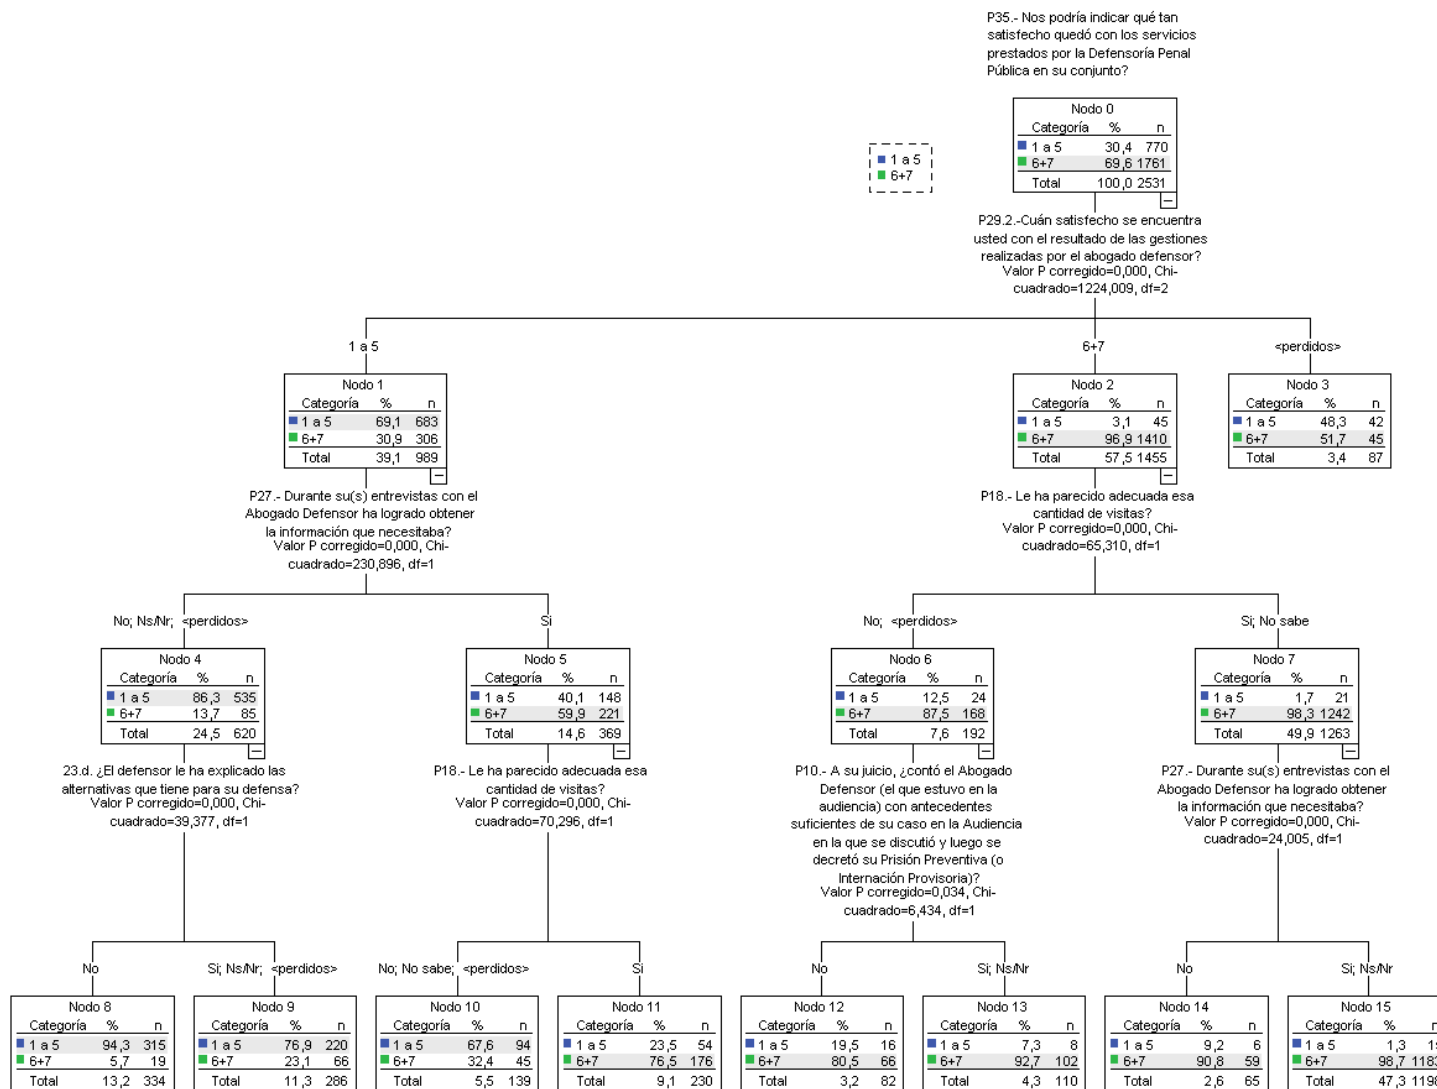 P35.- Nos podría indicar qué tan
satisfecho quedó con los servicios
prestados por la Defensoría Penal
Pública en su conjunto?
Nodo 0
Categoría % n
1 a 5 30,4 770
6+7 69,6 1761
Total 100,0 2531
1 a 5
6+7
P29.2.-Cuán satisfecho se encuentra
usted con el resultado de las gestiones
realizadas por el abogado defensor?
Valor P corregido=0,000, Chi-
cuadrado=1224,009, df=2
1 a 5
6+7
<perdidos>
Nodo 1
Categoría % n
1 a 5 69,1 683
6+7 30,9 306
Total 39,1 989
Nodo 2
Categoría % n
1 a 5 3,1 45
6+7 96,9 1410
Total 57,5 1455
Nodo 3
Categoría % n
1 a 5 48,3 42
6+7 51,7 45
Total 3,4 87
P27.- Durante su(s) entrevistas con el
Abogado Defensor ha logrado obtener
la información que necesitaba?
Valor P corregido=0,000, Chi-
cuadrado=230,896, df=1
P18.- Le ha parecido adecuada esa
cantidad de visitas?
Valor P corregido=0,000, Chi-
cuadrado=65,310, df=1
No; Ns/Nr; <perdidos>
Si
No; <perdidos>
Si; No sabe
Nodo 4
Categoría % n
1 a 5 86,3 535
6+7 13,7 85
Total 24,5 620
Nodo 5
Categoría % n
1 a 5 40,1 148
6+7 59,9 221
Total 14,6 369
Nodo 6
Categoría % n
1 a 5 12,5 24
6+7 87,5 168
Total 7,6 192
Nodo 7
Categoría % n
1 a 5 1,7 21
6+7 98,3 1242
Total 49,9 1263
23.d. ¿El defensor le ha explicado las
alternativas que tiene para su defensa?
Valor P corregido=0,000, Chi-
cuadrado=39,377, df=1
P18.- Le ha parecido adecuada esa
cantidad de visitas?
Valor P corregido=0,000, Chi-
cuadrado=70,296, df=1
P10.- A su juicio, ¿contó el Abogado
Defensor (el que estuvo en la
audiencia) con antecedentes
suficientes de su caso en la Audiencia
en la que se discutió y luego se
decretó su Prisión Preventiva (o
Internación Provisoria)?
Valor P corregido=0,034, Chi-
cuadrado=6,434, df=1
P27.- Durante su(s) entrevistas con el
Abogado Defensor ha logrado obtener
la información que necesitaba?
Valor P corregido=0,000, Chi-
cuadrado=24,005, df=1
No
Si; Ns/Nr; <perdidos>
No; No sabe; <perdidos>
Si
No
Si; Ns/Nr
No
Si; Ns/Nr
Nodo 8
Categoría % n
1 a 5 94,3 315
6+7 5,7 19
Total 13,2 334
Nodo 9
Categoría % n
1 a 5 76,9 220
6+7 23,1 66
Total 11,3 286
Nodo 10
Categoría % n
1 a 5 67,6 94
6+7 32,4 45
Total 5,5 139
Nodo 11
Categoría % n
1 a 5 23,5 54
6+7 76,5 176
Total 9,1 230
Nodo 12
Categoría % n
1 a 5 19,5 16
6+7 80,5 66
Total 3,2 82
Nodo 13
Categoría % n
1 a 5 7,3 8
6+7 92,7 102
Total 4,3 110
Nodo 14
Categoría % n
1 a 5 9,2 6
6+7 90,8 59
Total 2,6 65
Nodo 15
Categoría % n
1 a 5 1,3
6+7 98,7 1183
Total 47,3 1198